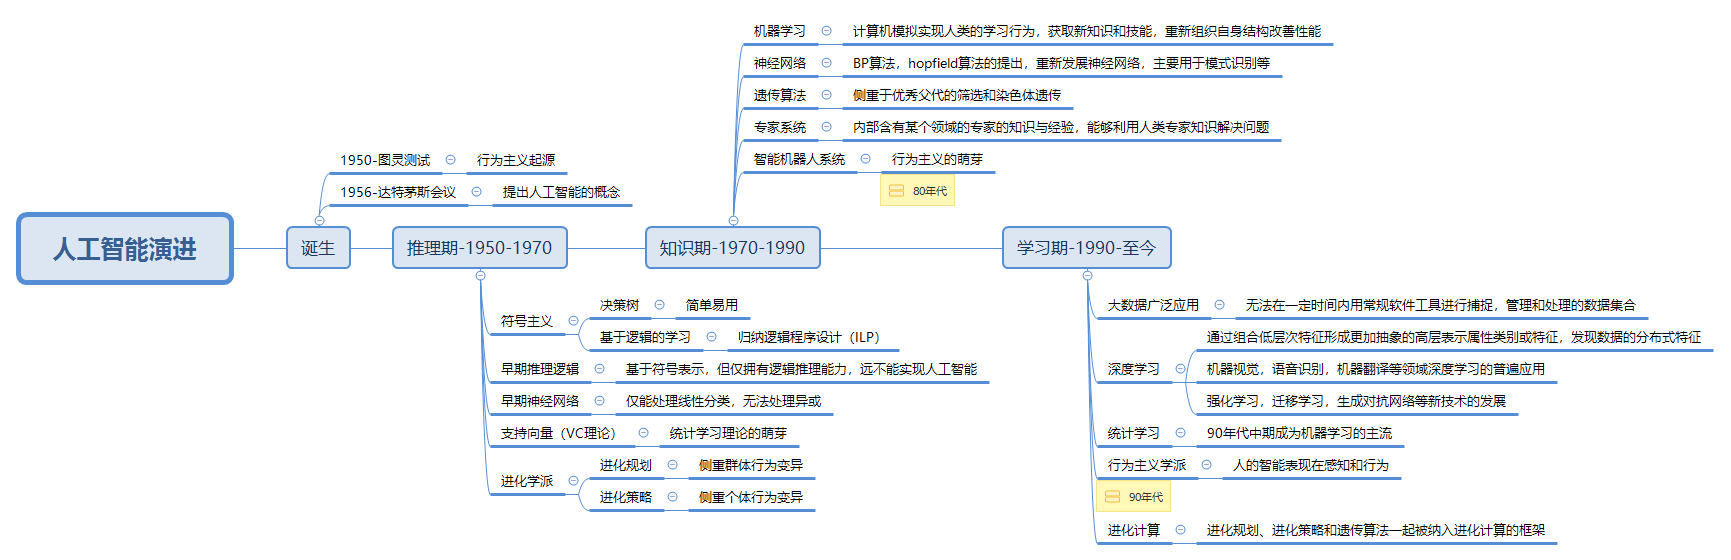 人工智能演进
诞生
1950-图灵测试
行为主义起源
1956-达特茅斯会议
提出人工智能的概念
推理期-1950-1970
符号主义
决策树
简单易用
基于逻辑的学习
归纳逻辑程序设计（ILP）
早期推理逻辑
基于符号表示，但仅拥有逻辑推理能力，远不能实现人工智能
早期神经网络
仅能处理线性分类，无法处理异或
支持向量（VC理论）
统计学习理论的萌芽
进化学派
进化规划
侧重群体行为变异
进化策略
侧重个体行为变异
知识期-1970-1990
机器学习
计算机模拟实现人类的学习行为，获取新知识和技能，重新组织自身结构改善性能
神经网络
BP算法，hopfield算法的提出，重新发展神经网络，主要用于模式识别等
遗传算法
侧重于优秀父代的筛选和染色体遗传
专家系统
内部含有某个领域的专家的知识与经验，能够利用人类专家知识解决问题
智能机器人系统
行为主义的萌芽
80年代
学习期-1990-至今
大数据广泛应用
无法在一定时间内用常规软件工具进行捕捉，管理和处理的数据集合
深度学习
通过组合低层次特征形成更加抽象的高层表示属性类别或特征，发现数据的分布式特征
机器视觉，语音识别，机器翻译等领域深度学习的普遍应用
强化学习，迁移学习，生成对抗网络等新技术的发展
统计学习
90年代中期成为机器学习的主流
行为主义学派
人的智能表现在感知和行为
90年代
进化计算
进化规划、进化策略和遗传算法一起被纳入进化计算的框架